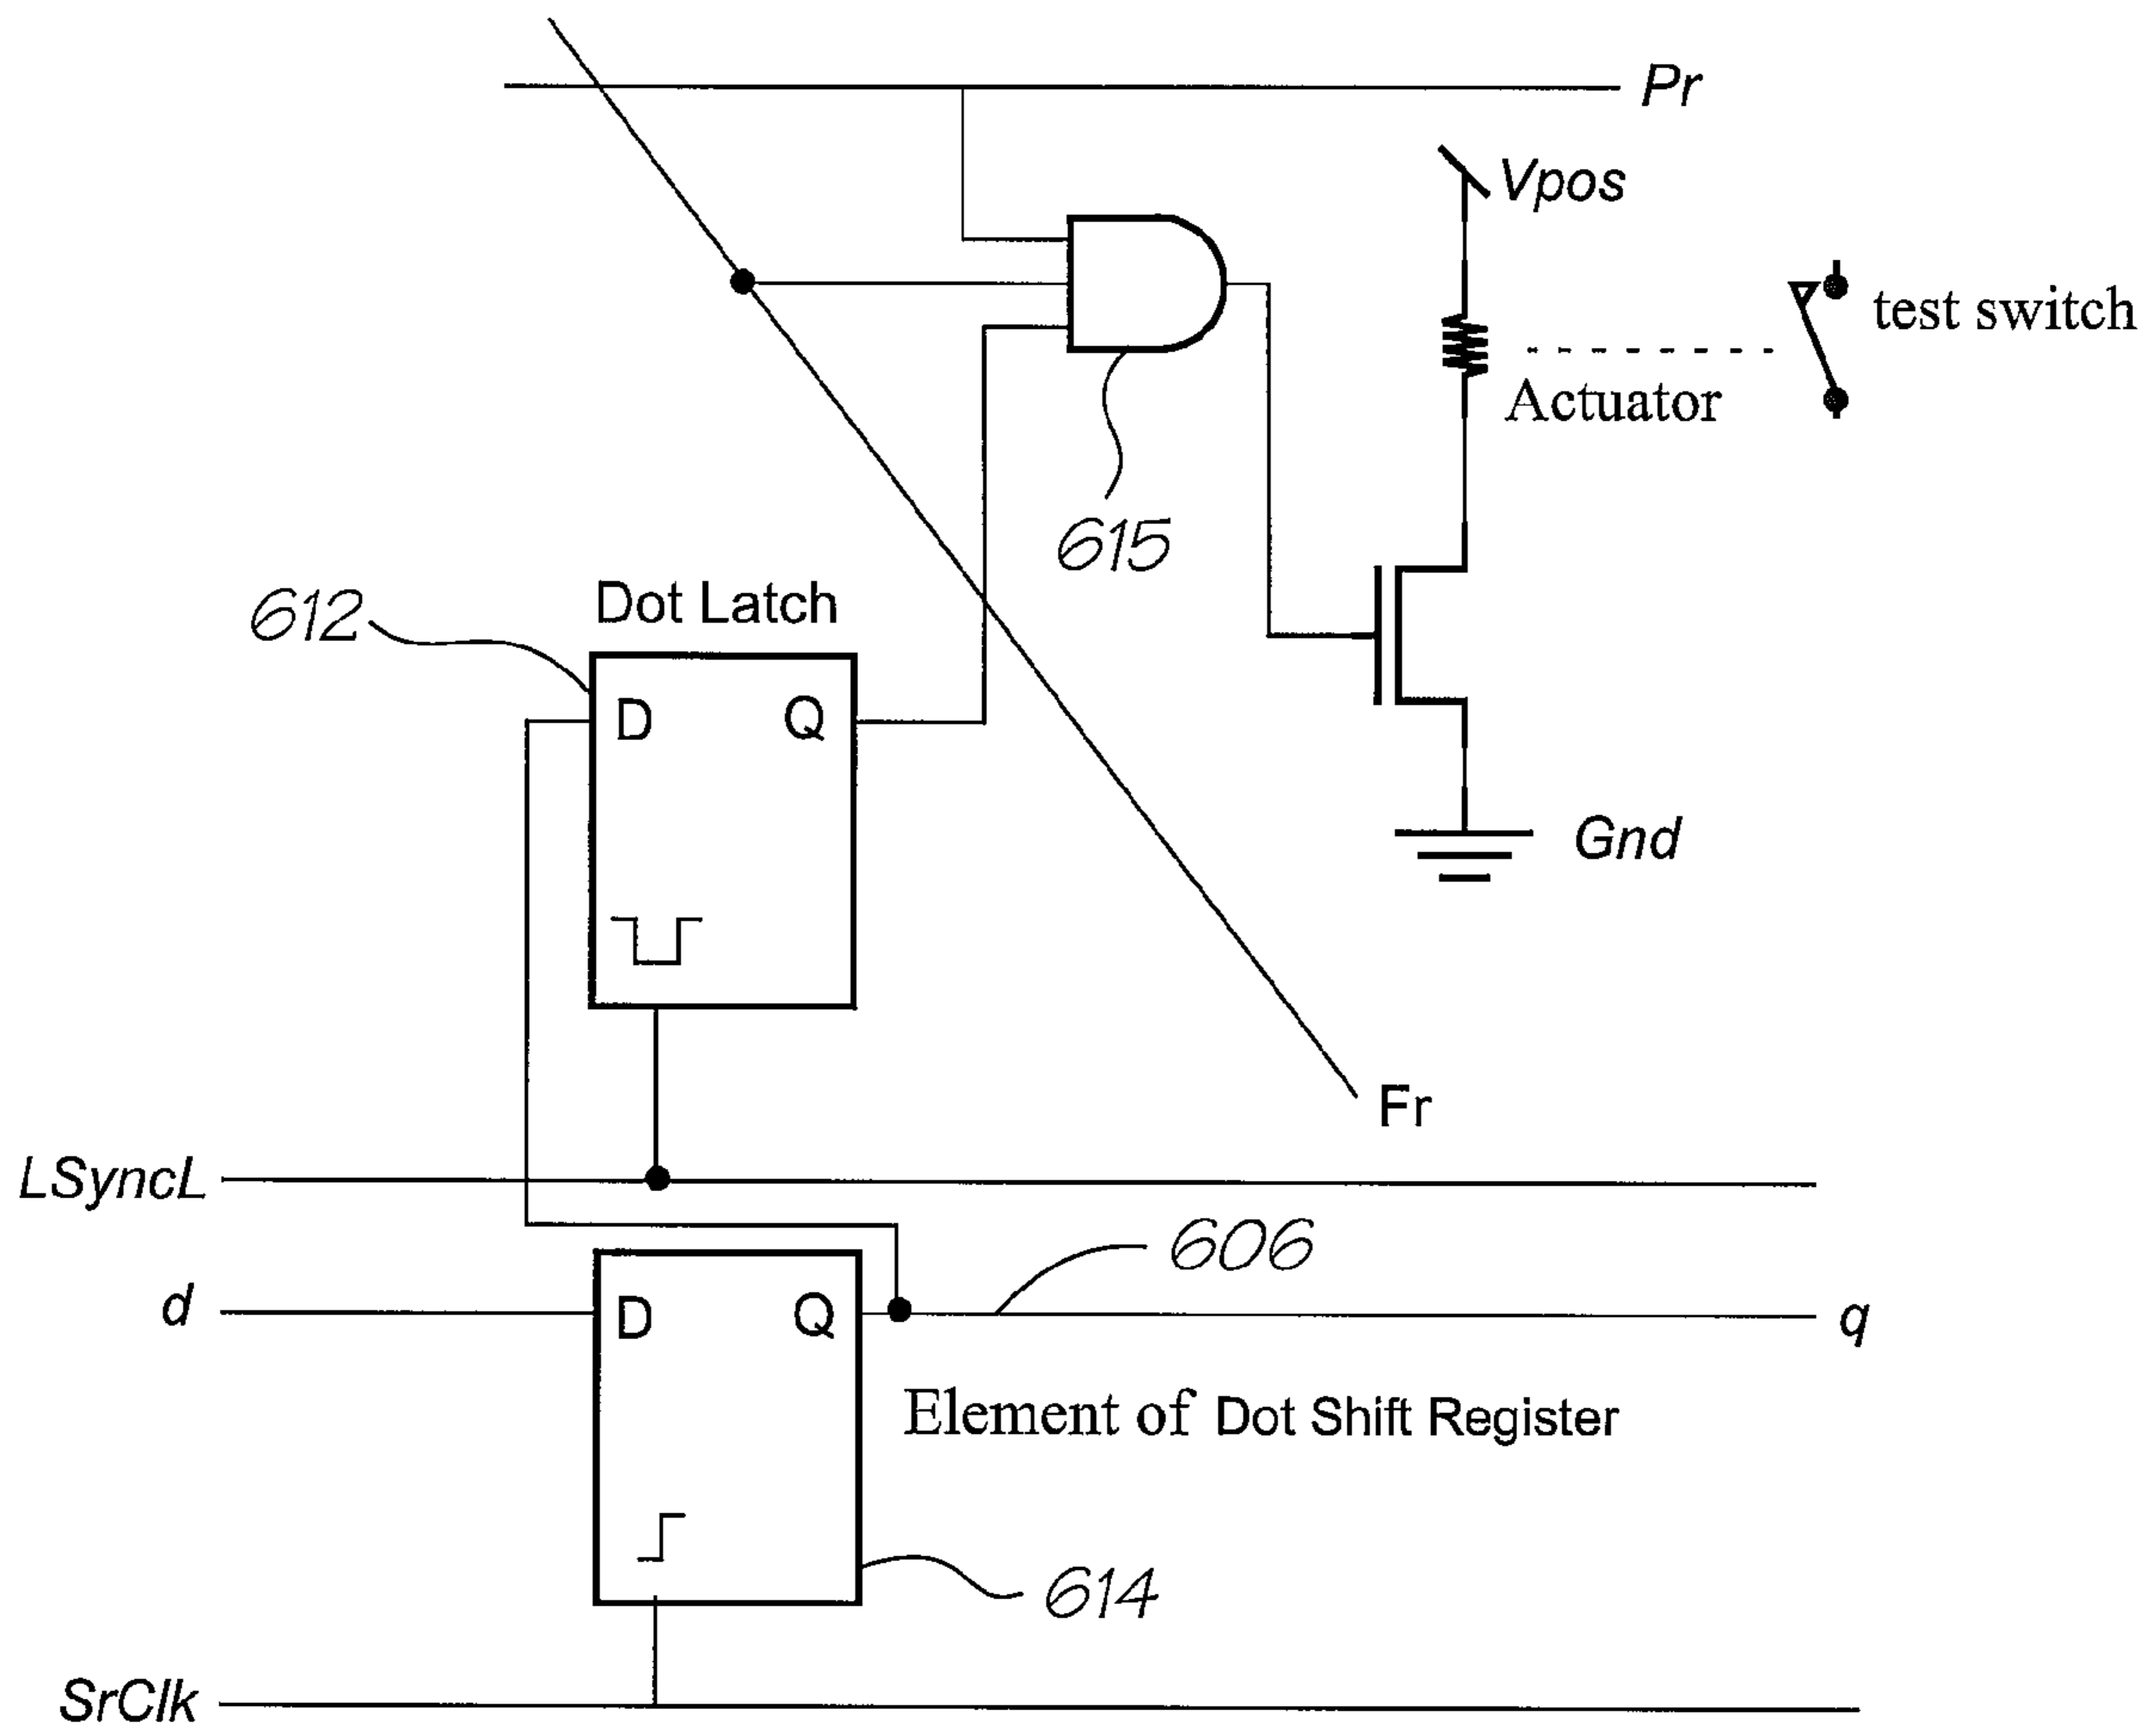 Pr
Vpos
test switch
Actuator
615
612
Dot Latch
D Q
Gnd
Fr
LSyncL
606
d
D Q
q
Element of Dot Shift Register
614
SrClk